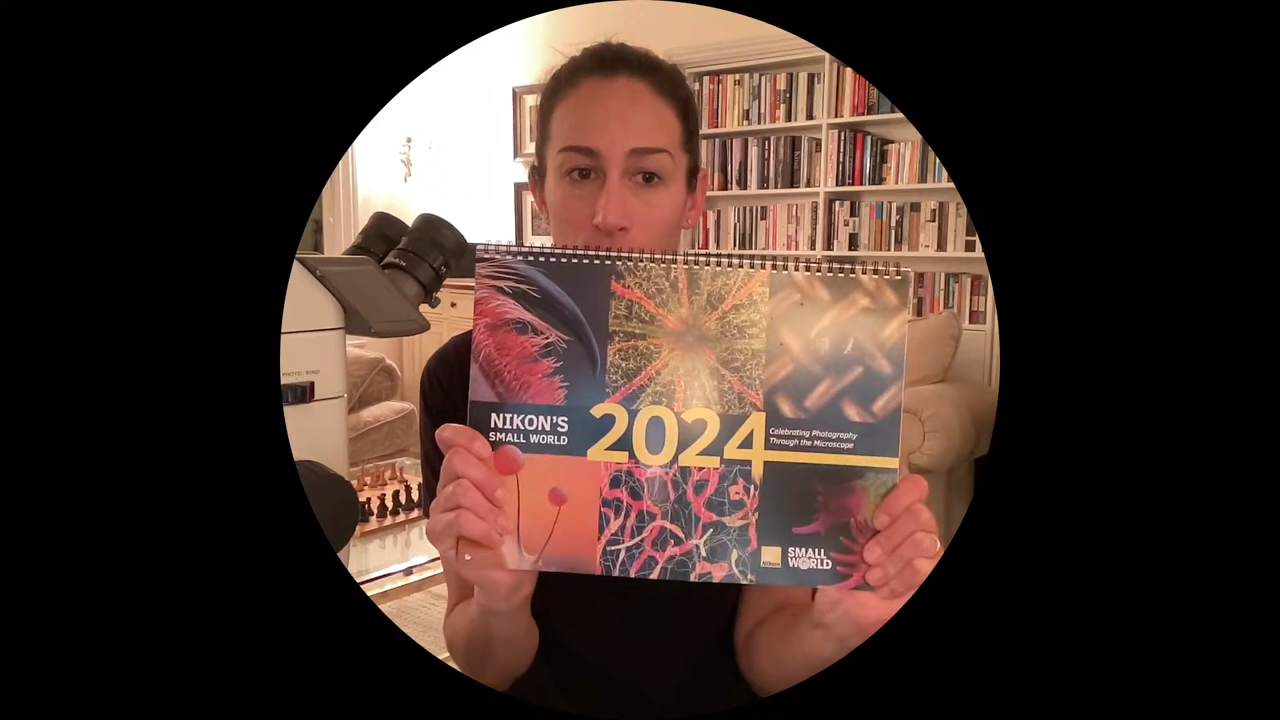 NIKON'S
SMALL WORLD
2024
Celebrating Photography
Through the Microscope
Nikon
SMALL
WORLD